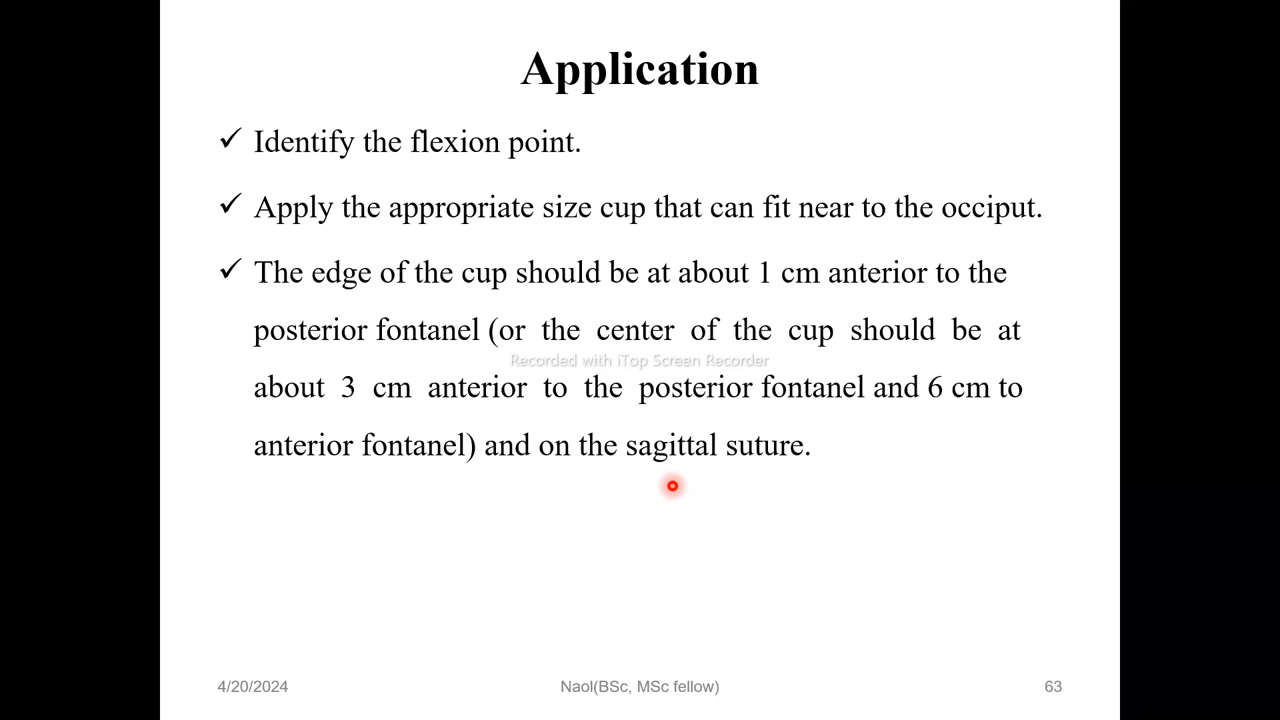 Application
✓ Identify the flexion point.
✓ Apply the appropriate size cup that can fit near to the occiput.
✓ The edge of the cup should be at about 1 cm anterior to the
posterior fontanel (or the center of the cup should be at
Recorded with iTop Screen Recorder
about 3 cm anterior to the posterior fontanel and 6 cm to
anterior fontanel) and on the sagittal suture.
4/20/2024
Naol(BSc, MSc fellow)
63